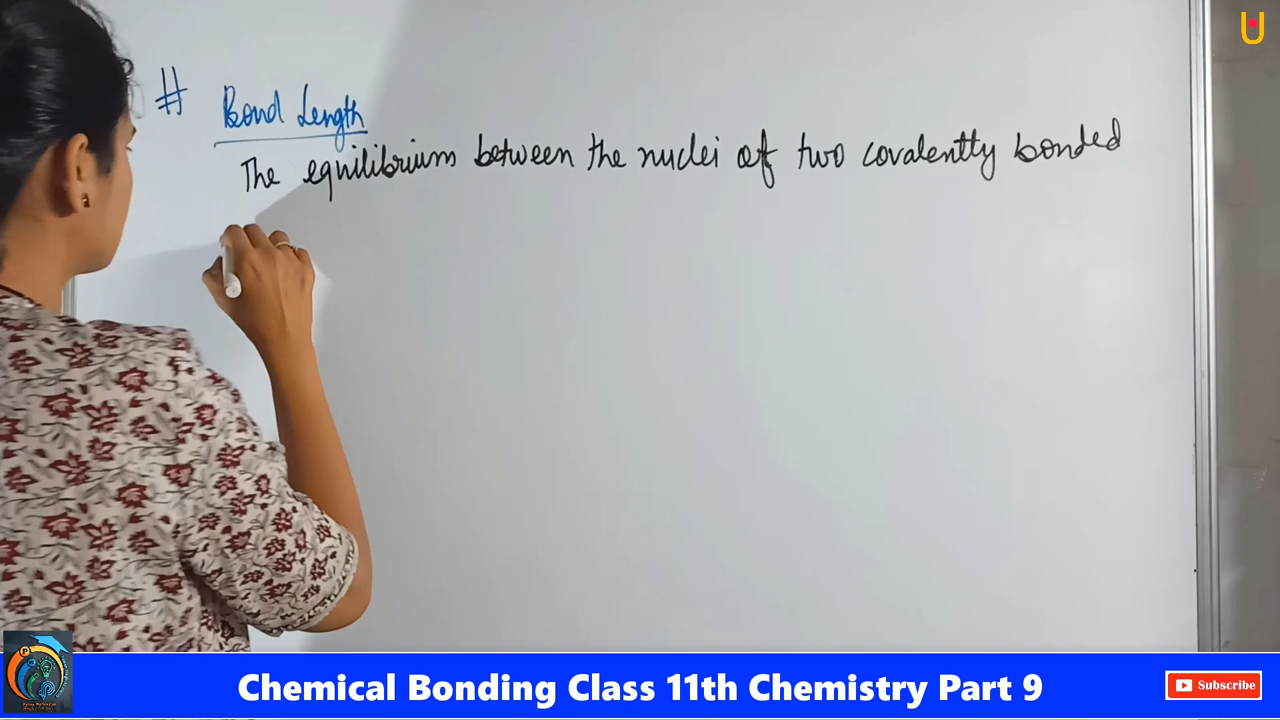 # Bond Length
The equilibrium between the nuclei of two covalently bonded
Chemical Bonding Class 11th Chemistry Part 9
Subscribe